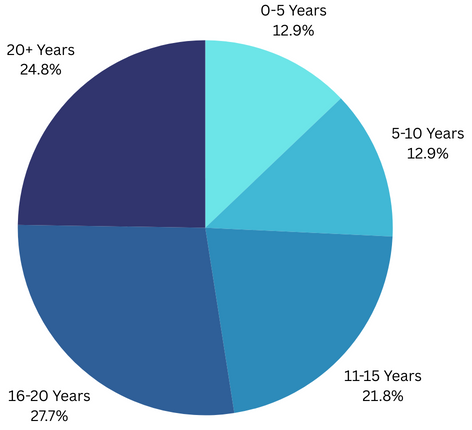 0-5 Years
12.9%
20+ Years
24.8%
5-10 Years
12.9%
11-15 Years
21.8%
16-20 Years
27.7%